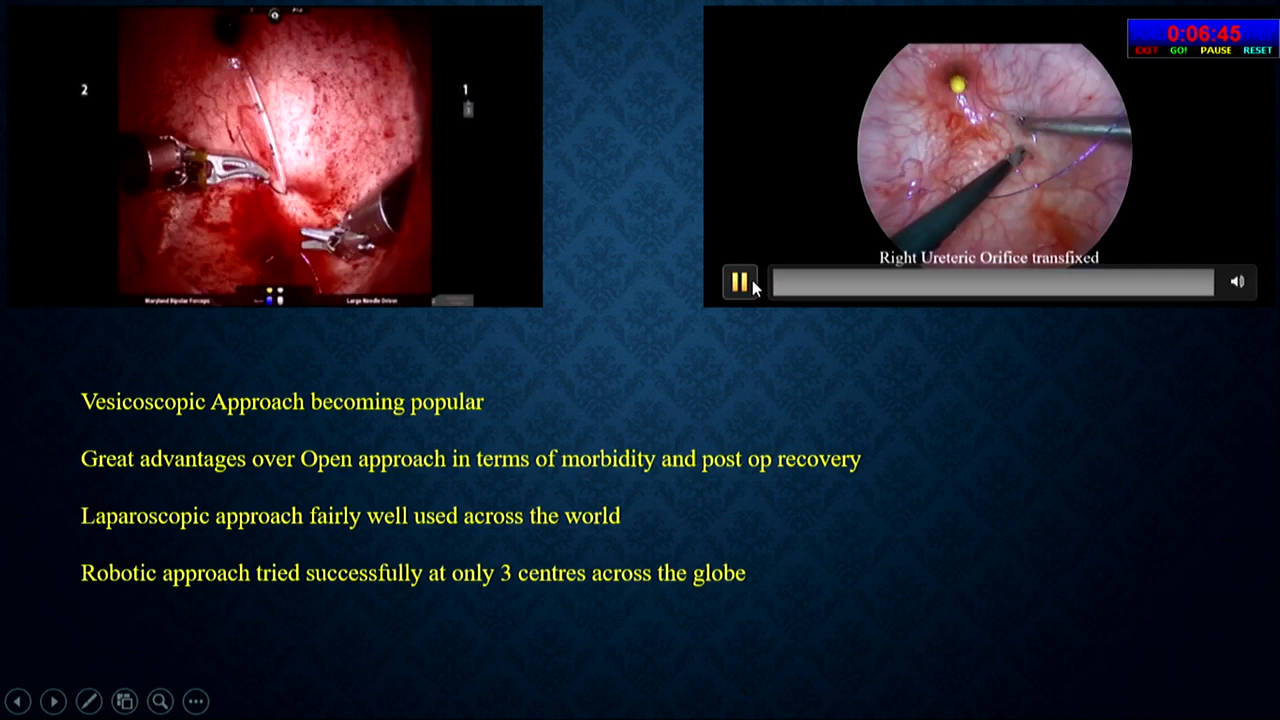 2
1
0:06:45
EXIT GO! PAUSE RESET
Right Ureteric Orifice transfixed
Maryland Bipolar Forceps
Large Needle Driver
Vesicoscopic Approach becoming popular
Great advantages over Open approach in terms of morbidity and post op recovery
Laparoscopic approach fairly well used across the world
Robotic approach tried successfully at only 3 centres across the globe